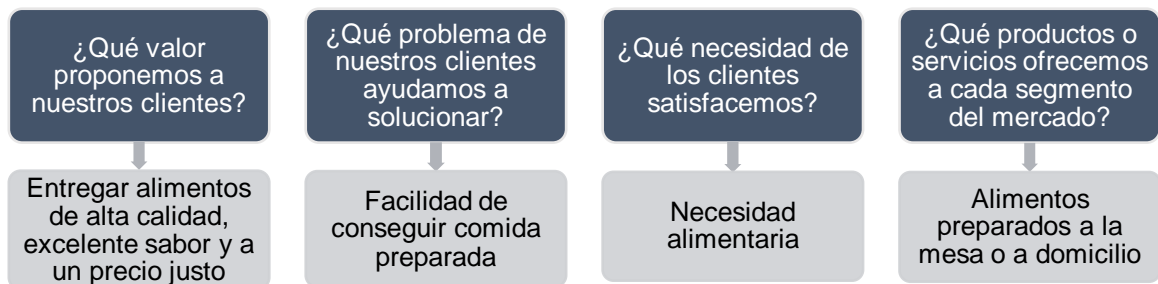 ¿Qué valor
proponemos a
nuestros clientes?
Entregar alimentos
de alta calidad,
excelente sabor y a
un precio justo
¿Qué problema de
nuestros clientes
ayudamos a
solucionar?
Facilidad de
conseguir comida
preparada
¿Qué necesidad de
los clientes
satisfacemos?
Necesidad
alimentaria
¿Qué productos o
servicios ofrecemos
a cada segmento
del mercado?
Alimentos
preparados a la
mesa o a domicilio